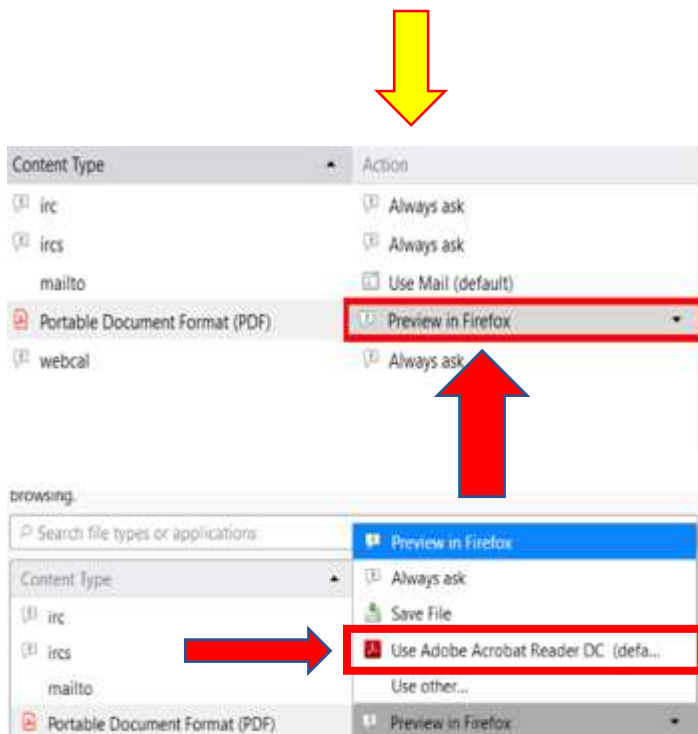 Content Type Action
irc Always ask
ircs Always ask
mailto Use Mail (default)
Portable Document Format (PDF) Preview in Firefox
webcal Always ask
browsing.
Search file types or applications Preview in Firefox
Content Type Always ask
irc Save File
ircs Use Adobe Acrobat Reader DC (defa...
mailto Use other...
Portable Document Format (PDF) Preview in Firefox